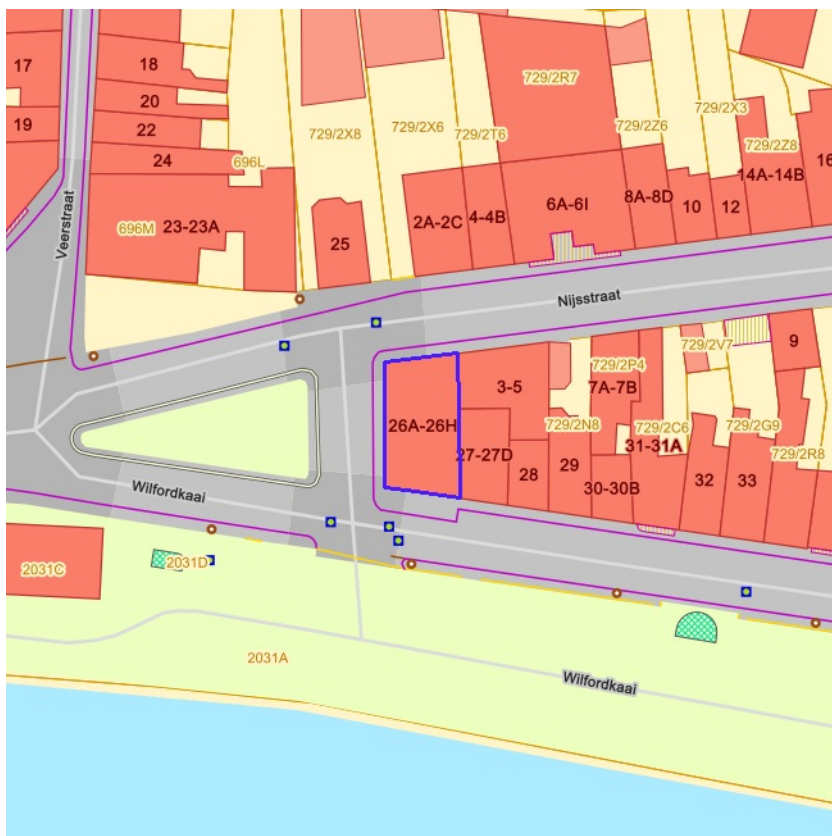 17
18
19
20
22
24
696L
696M
23-23A
Veerstraat
25
729/2X8
729/2X6
729/2T6
729/2R7
729/2Z6
729/2X3
729/2Z8
14A-14B
16
2A-2C
4-4B
6A-6I
8A-8D
10
12
Nijsstraat
9
729/2V7
729/2P4
7A-7B
3-5
26A-26H
729/2N8
729/2C6
729/2G9
31-31A
27-27D
28
29
30-30B
32
33
729/2R8
Wilfordkaai
2031C
2031D
2031A
Wilfordkaai